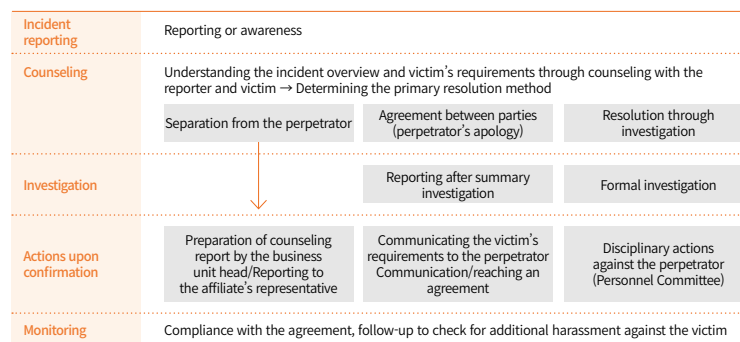 Incident
reporting
Reporting or awareness
Counseling
Understanding the incident overview and victim's requirements through counseling with the
reporter and victim → Determining the primary resolution method
Separation from the perpetrator
Agreement between parties
(perpetrator's apology)
Resolution through
investigation
Investigation
Reporting after summary
investigation
Formal investigation
Actions upon
confirmation
Preparation of counseling
report by the business
unit head/Reporting to
the affiliate's representative
Communicating the victim's
requirements to the perpetrator
Communication/reaching an
agreement
Disciplinary actions
against the perpetrator
(Personnel Committee)
Monitoring
Compliance with the agreement, follow-up to check for additional harassment against the victim